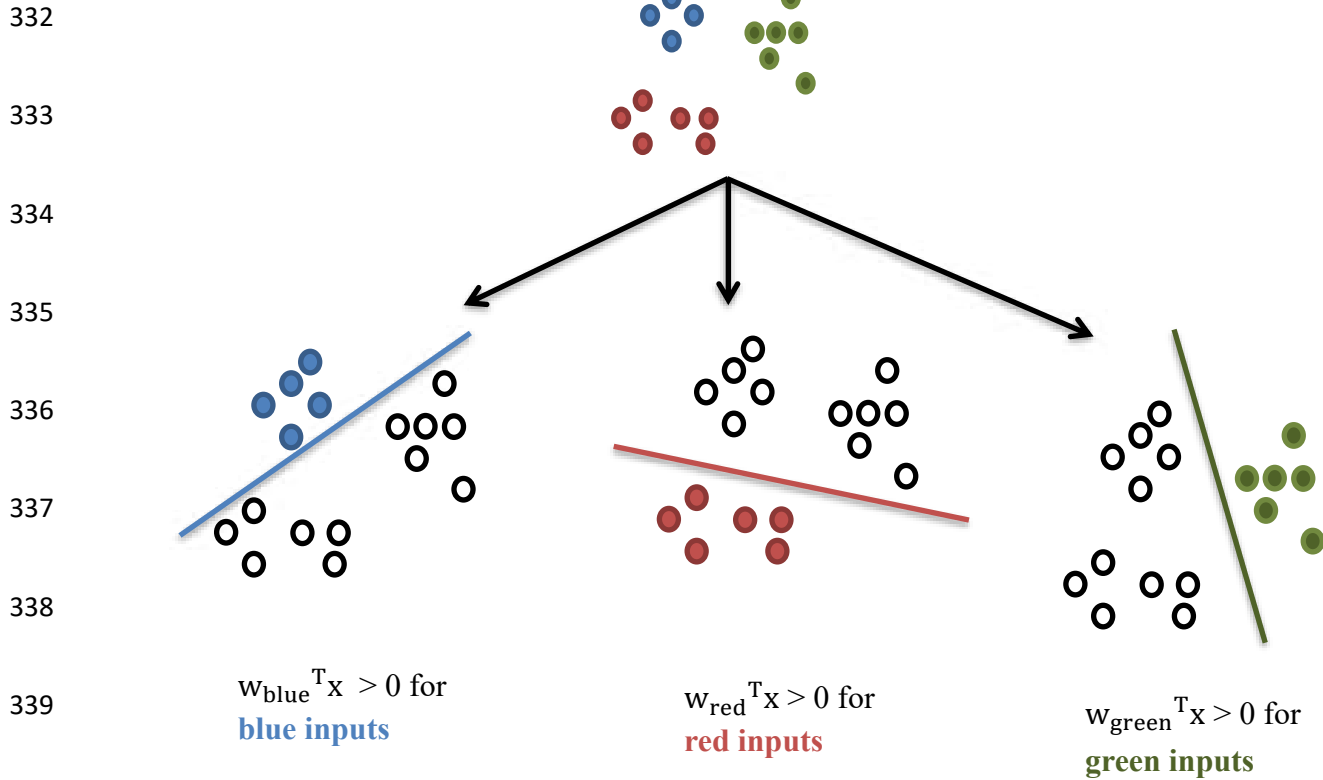 332
333
334
335
336
337
338
339
w_blue^T x > 0 for
blue inputs
w_red^T x > 0 for
red inputs
w_green^T x > 0 for
green inputs